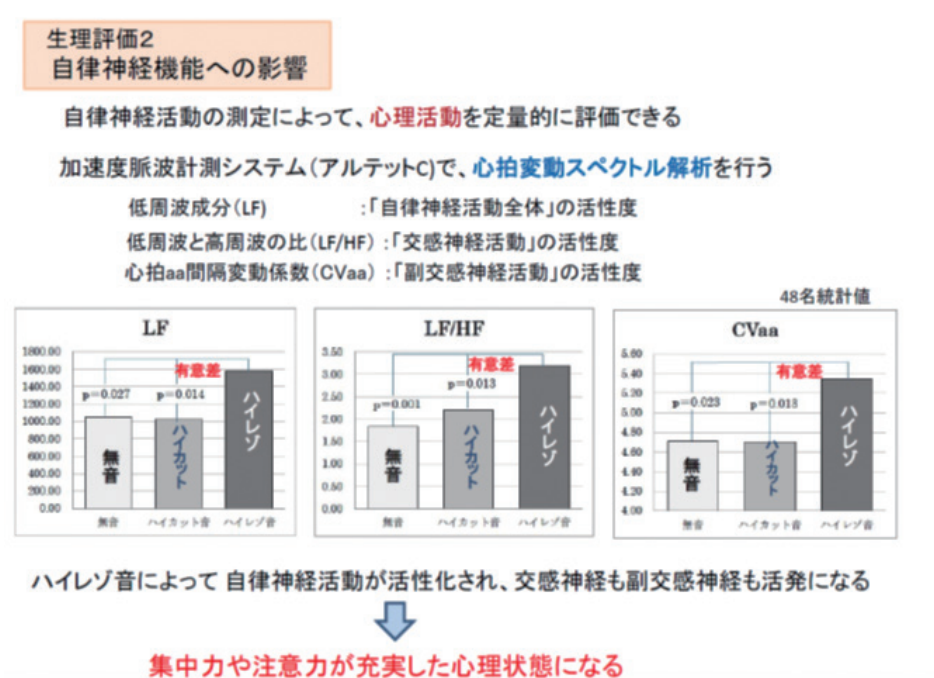 生理評価2
自律神経機能への影響
自律神経活動の測定によって、心理活動を定量的に評価できる
加速度脈波計測システム(アルテットC)で、心拍変動スペクトル解析を行う
低周波成分(LF) :「自律神経活動全体」の活性度
低周波と高周波の比(LF/HF) :「交感神経活動」の活性度
心拍aa間隔変動係数(CVaa) :「副交感神経活動」の活性度
48名統計値
LF
1800.00
1600.00
1400.00
1200.00
1000.00
800.00
600.00
400.00
200.00
0.00
有意差
p=0.027
p=0.014
無音
ハイカット
ハイレゾ
無音 ハイカット音 ハイレゾ音
LF/HF
3.50
3.00
2.50
2.00
1.50
1.00
0.50
0.00
有意差
p=0.013
p=0.001
無音
ハイカット
ハイレゾ
無音 ハイカット音 ハイレゾ音
CVaa
5.60
5.40
5.00
4.80
4.60
4.40
4.20
4.00
有意差
p=0.023
p=0.013
無音
ハイカット
ハイレゾ
無音 ハイカット音 ハイレゾ音
ハイレゾ音によって 自律神経活動が活性化され、交感神経も副交感神経も活発になる
集中力や注意力が充実した心理状態になる